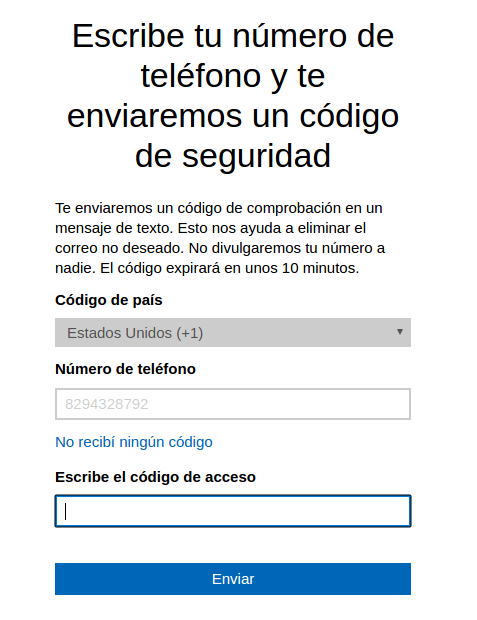 Escribe tu número de
teléfono y te
enviaremos un código
de seguridad
Te enviaremos un código de comprobación en un
mensaje de texto. Esto nos ayuda a eliminar el
correo no deseado. No divulgaremos tu número a
nadie. El código expirará en unos 10 minutos.
Código de país
Estados Unidos (+1)
Número de teléfono
8294328792
No recibí ningún código
Escribe el código de acceso
Enviar